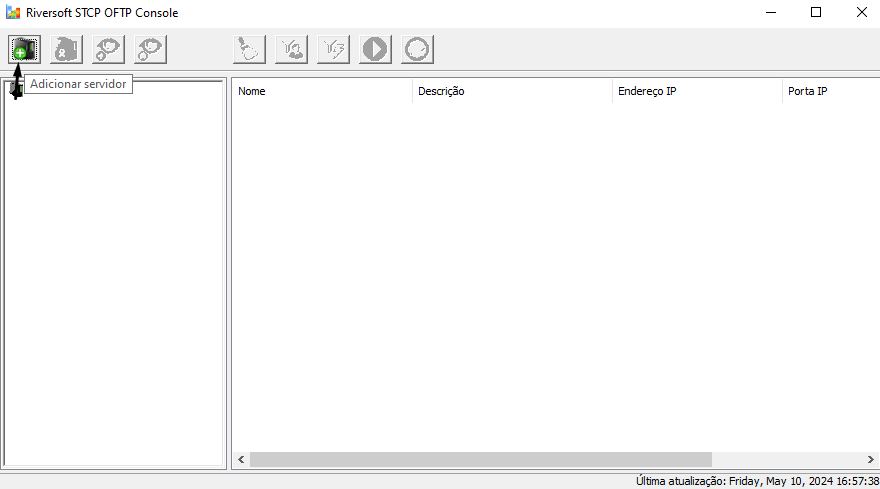 Riversoft STCP OFTP Console
Adicionar servidor
Nome Descrição Endereço IP Porta IP
Última atualização: Friday, May 10, 2024 16:57:38